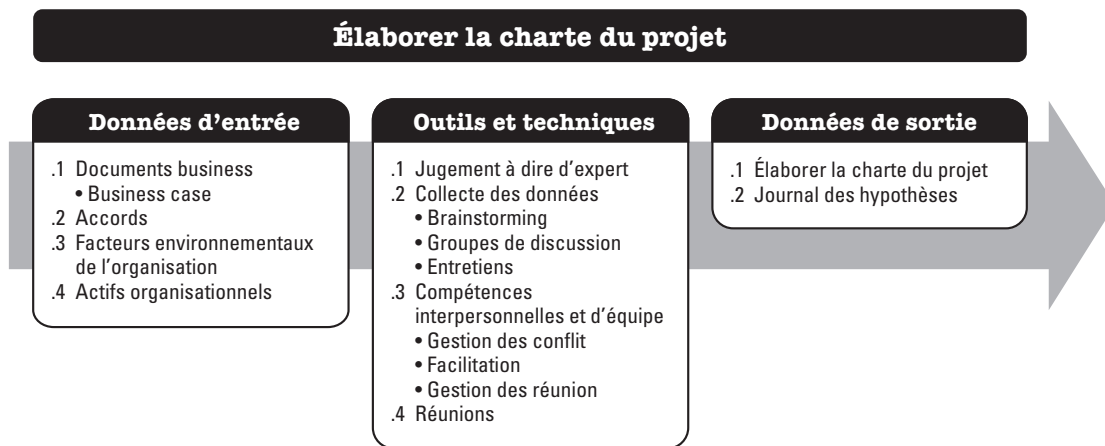 Élaborer la charte du projet
Données d'entrée
.1 Documents business
• Business case
.2 Accords
.3 Facteurs environnementaux
de l'organisation
.4 Actifs organisationnels
Outils et techniques
.1 Jugement à dire d'expert
.2 Collecte des données
• Brainstorming
• Groupes de discussion
• Entretiens
.3 Compétences
interpersonnelles et d'équipe
• Gestion des conflit
• Facilitation
• Gestion des réunion
.4 Réunions
Données de sortie
.1 Élaborer la charte du projet
.2 Journal des hypothèses